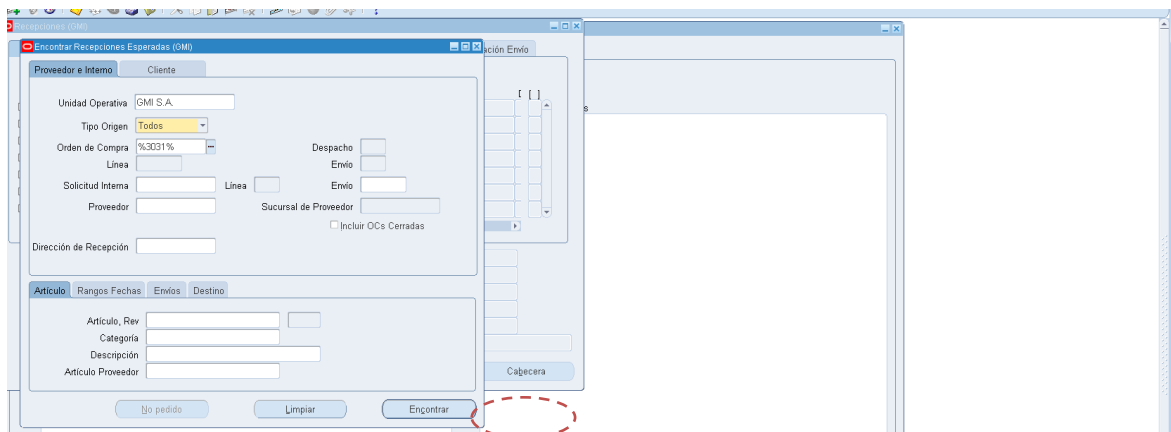 Recepciones (GMI)
Encontrar Recepciones Esperadas (GMI)
ación Envío
Proveedor e Interno Cliente
[ [ ]
Unidad Operativa GMI S.A.
s
Tipo Origen Todos
Orden de Compra %3031% Despacho
Línea Envío
Solicitud Interna Línea Envío
Proveedor Sucursal de Proveedor
Incluir OCs Cerradas
Dirección de Recepción
Artículo Rangos Fechas Envíos Destino
Artículo, Rev
Categoría
Descripción
Artículo Proveedor
Cabecera
No pedido Limpiar Encontrar